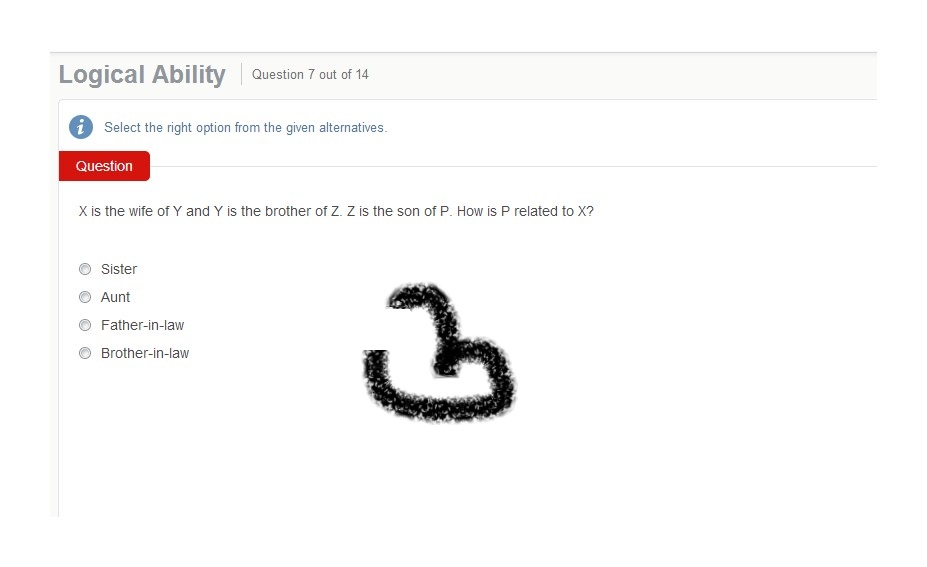 Logical Ability
Question 7 out of 14
Select the right option from the given alternatives.
Question
X is the wife of Y and Y is the brother of Z. Z is the son of P. How is P related to X?
Sister
Aunt
Father-in-law
Brother-in-law